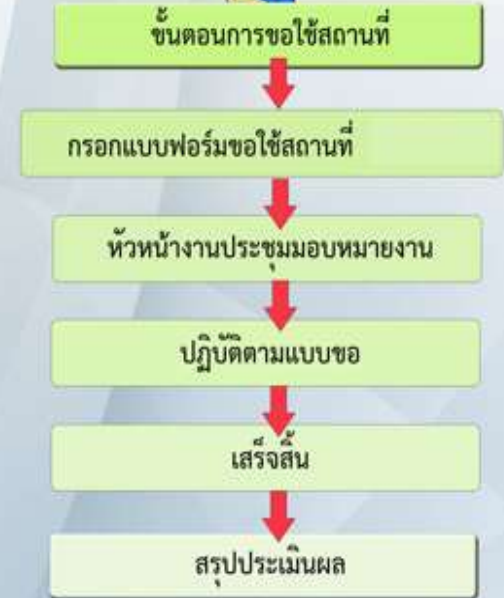 ขั้นตอนการขอใช้สถานที่
กรอกแบบฟอร์มขอใช้สถานที่
หัวหน้างานประชุมมอบหมายงาน
ปฏิบัติตามแบบขอ
เสร็จสิ้น
สรุปประเมินผล